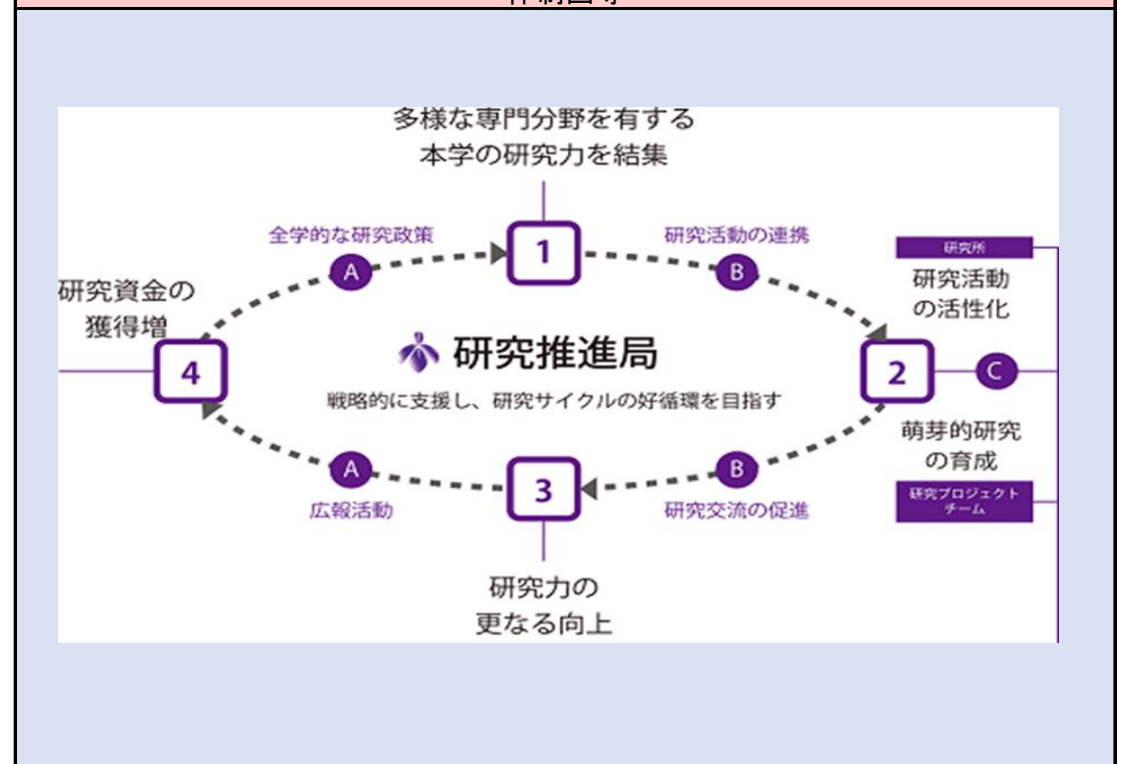 多様な専門分野を有する
本学の研究力を結集
全学的な研究政策
1
研究活動の連携
A
B
研究所
研究活動
の活性化
研究資金の
獲得増
4
研究推進局
戦略的に支援し、研究サイクルの好循環を目指す
2
C
萌芽的研究
の育成
研究プロジェクト
チーム
A
3
B
広報活動
研究交流の促進
研究力の
更なる向上